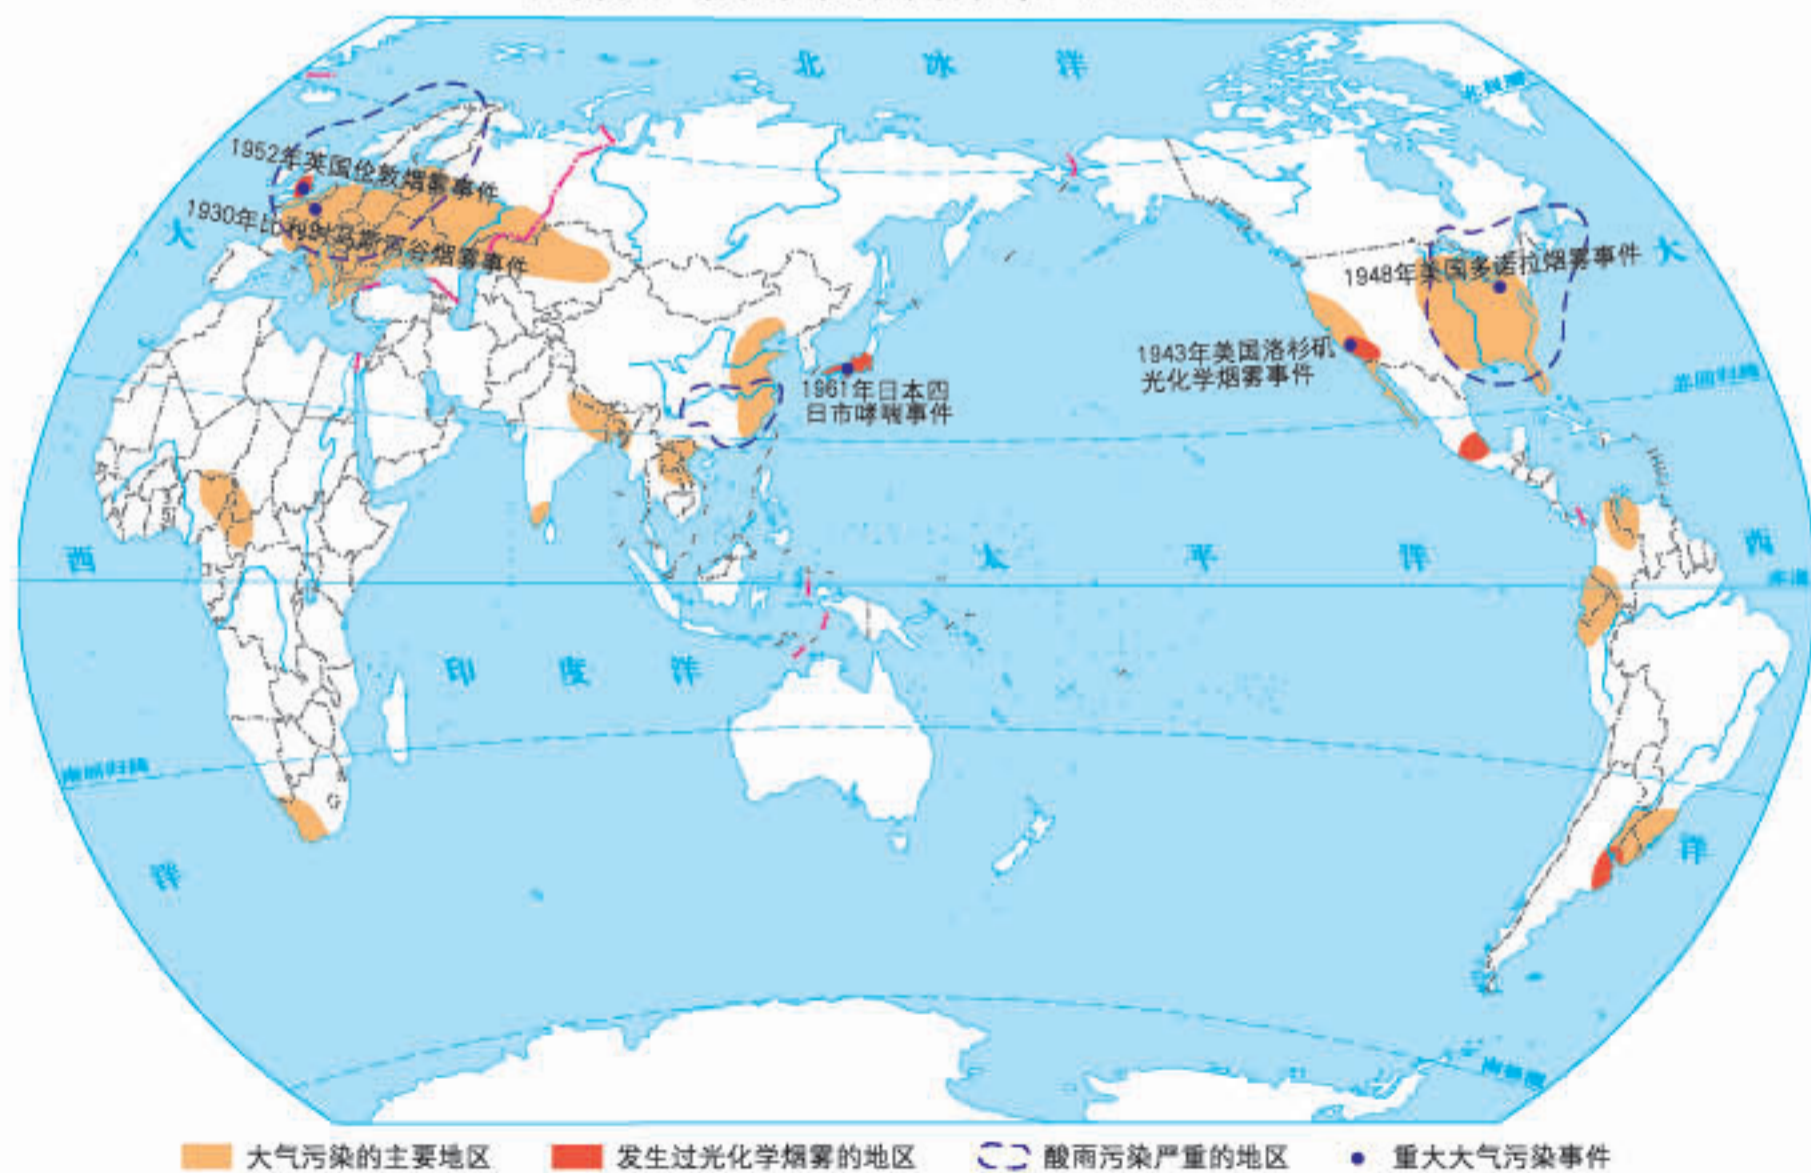 北 冰 洋
北极圈
1952年英国伦敦烟雾事件
1930年比利时马斯河谷烟雾事件
大
1948年美国多诺拉烟雾事件
大
1943年美国洛杉矶
光化学烟雾事件
1961年日本四
日市哮喘事件
北回归线
西
太 平 洋
西
赤道
印 度 洋
南回归线
洋
洋
南极圈
大气污染的主要地区
发生过光化学烟雾的地区
酸雨污染严重的地区
重大大气污染事件